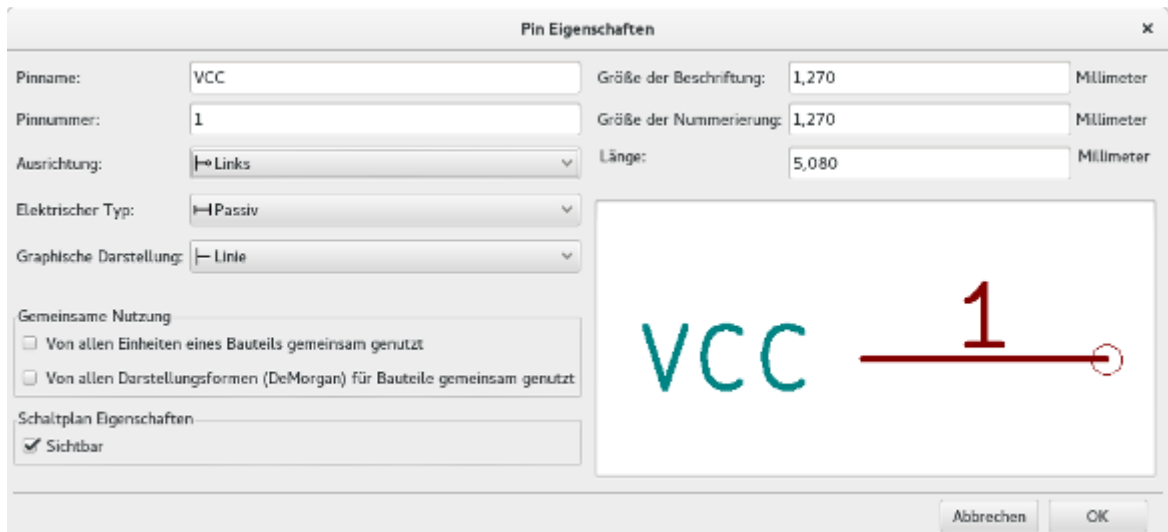 Pin Eigenschaften
Pinname: VCC
Pinnummer: 1
Ausrichtung: Links
Elektrischer Typ: Passiv
Graphische Darstellung: Linie
Größe der Beschriftung: 1,270 Millimeter
Größe der Nummerierung: 1,270 Millimeter
Länge: 5,080 Millimeter
Gemeinsame Nutzung
Von allen Einheiten eines Bauteils gemeinsam genutzt
Von allen Darstellungsformen (DeMorgan) für Bauteile gemeinsam genutzt
Schaltplan Eigenschaften
Sichtbar
VCC 1
Abbrechen OK